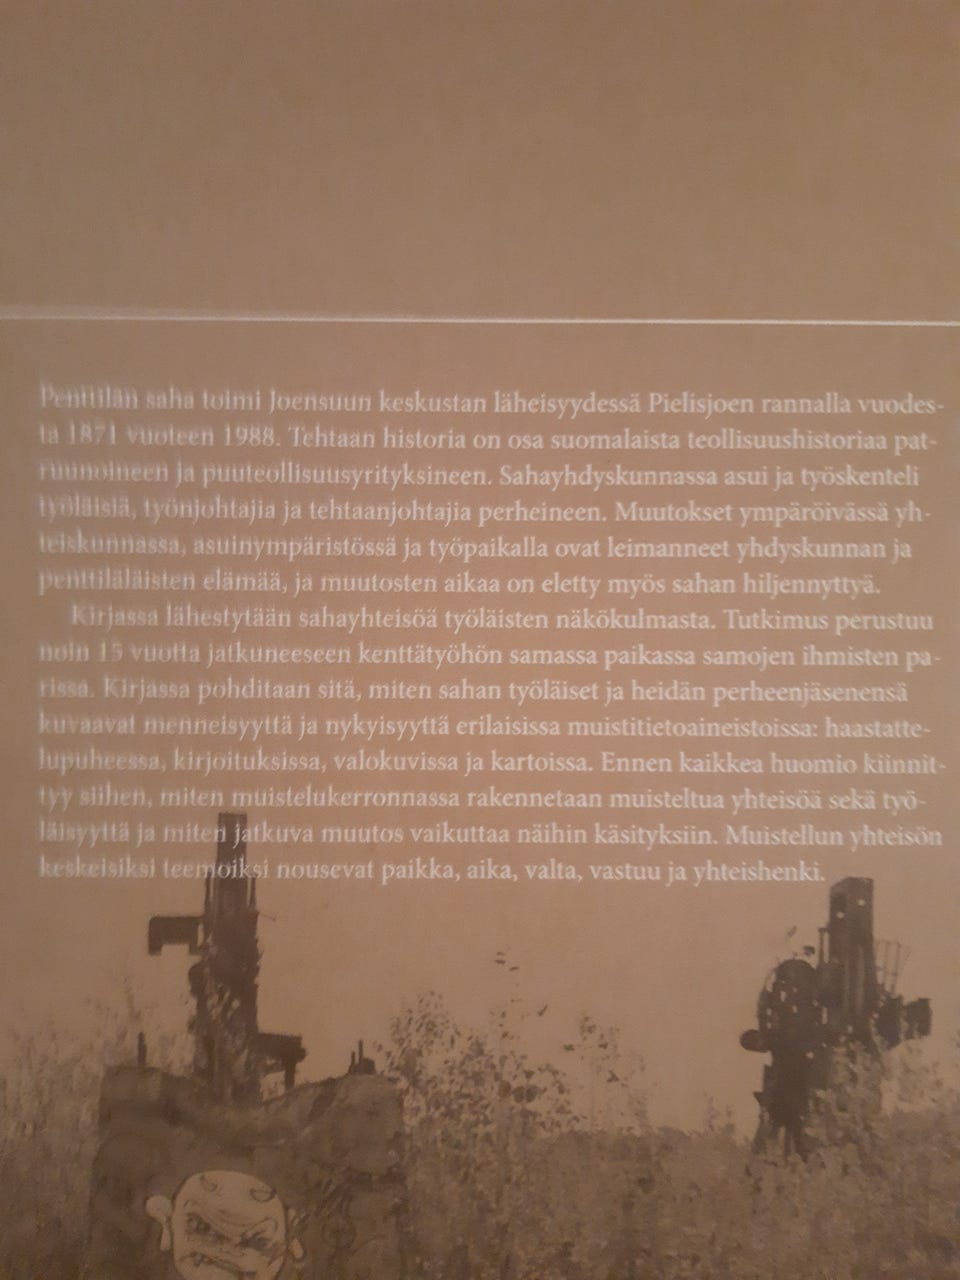 Penttilän saha toimi Joensuun keskustan läheisyydessä Pielisjoen rannalla vuodes-
ta 1871 vuoteen 1988. Tehtaan historia on osa suomalaista teollisuushistoriaa pat-
ruunoineen ja puuteollisuusyrityksineen. Sahayhdyskunnassa asui ja työskenteli
työläisiä, työnjohtajia ja tehtaanjohtajia perheineen. Muutokset ympäröivässä yh-
teiskunnassa, asuinympäristössä ja työpaikalla ovat leimanneet yhdyskunnan ja
penttiläläisten elämää, ja muutosten aikaa on eletty myös sahan hiljennyttyä.
Kirjassa lähestytään sahayhteisöä työläisten näkökulmasta. Tutkimus perustuu
noin 15 vuotta jatkuneeseen kenttätyöhön samassa paikassa samojen ihmisten pa-
rissa. Kirjassa pohditaan sitä, miten sahan työläiset ja heidän perheenjäsenensä
kuvaavat menneisyyttä ja nykyisyyttä erilaisissa muistitietoaineistoissa: haastatte-
lupuheessa, kirjoituksissa, valokuvissa ja kartoissa. Ennen kaikkea huomio kiinnit-
tyy siihen, miten muistelukerronnassa rakennetaan muisteltua yhteisöä sekä työ-
läisyyttä ja miten jatkuva muutos vaikuttaa näihin käsityksiin. Muistellun yhteisön
keskeisiksi teemoiksi nousevat paikka, aika, valta, vastuu ja yhteishenki.